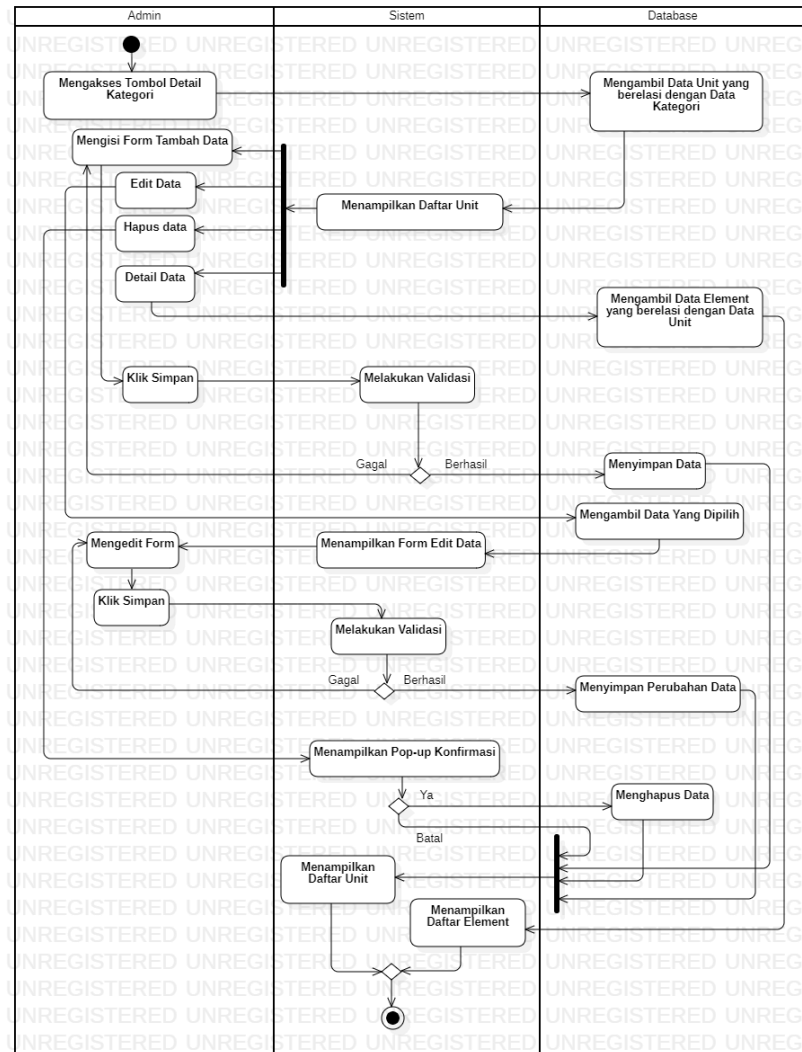 Admin
Sistem
Database
Mengakses Tombol Detail
Kategori
Mengambil Data Unit yang
berelasi dengan Data
Kategori
Mengisi Form Tambah Data
Edit Data
Menampilkan Daftar Unit
Hapus data
Detail Data
Mengambil Data Element
yang berelasi dengan Data
Unit
Klik Simpan
Melakukan Validasi
Gagal
Berhasil
Menyimpan Data
Mengambil Data Yang Dipilih
Mengedit Form
Menampilkan Form Edit Data
Klik Simpan
Melakukan Validasi
Gagal
Berhasil
Menyimpan Perubahan Data
Menampilkan Pop-up Konfirmasi
Ya
Menghapus Data
Batal
Menampilkan
Daftar Unit
Menampilkan
Daftar Element
UNREGISTERED